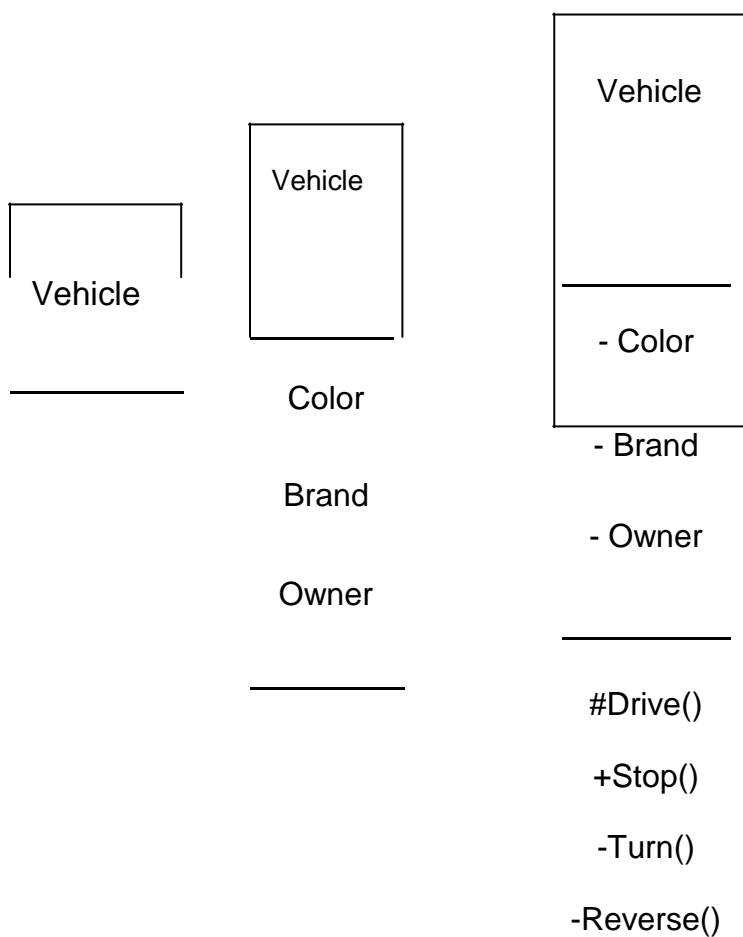 Vehicle
Vehicle
Color
Brand
Owner
Vehicle
- Color
- Brand
- Owner
#Drive()
+Stop()
-Turn()
-Reverse()